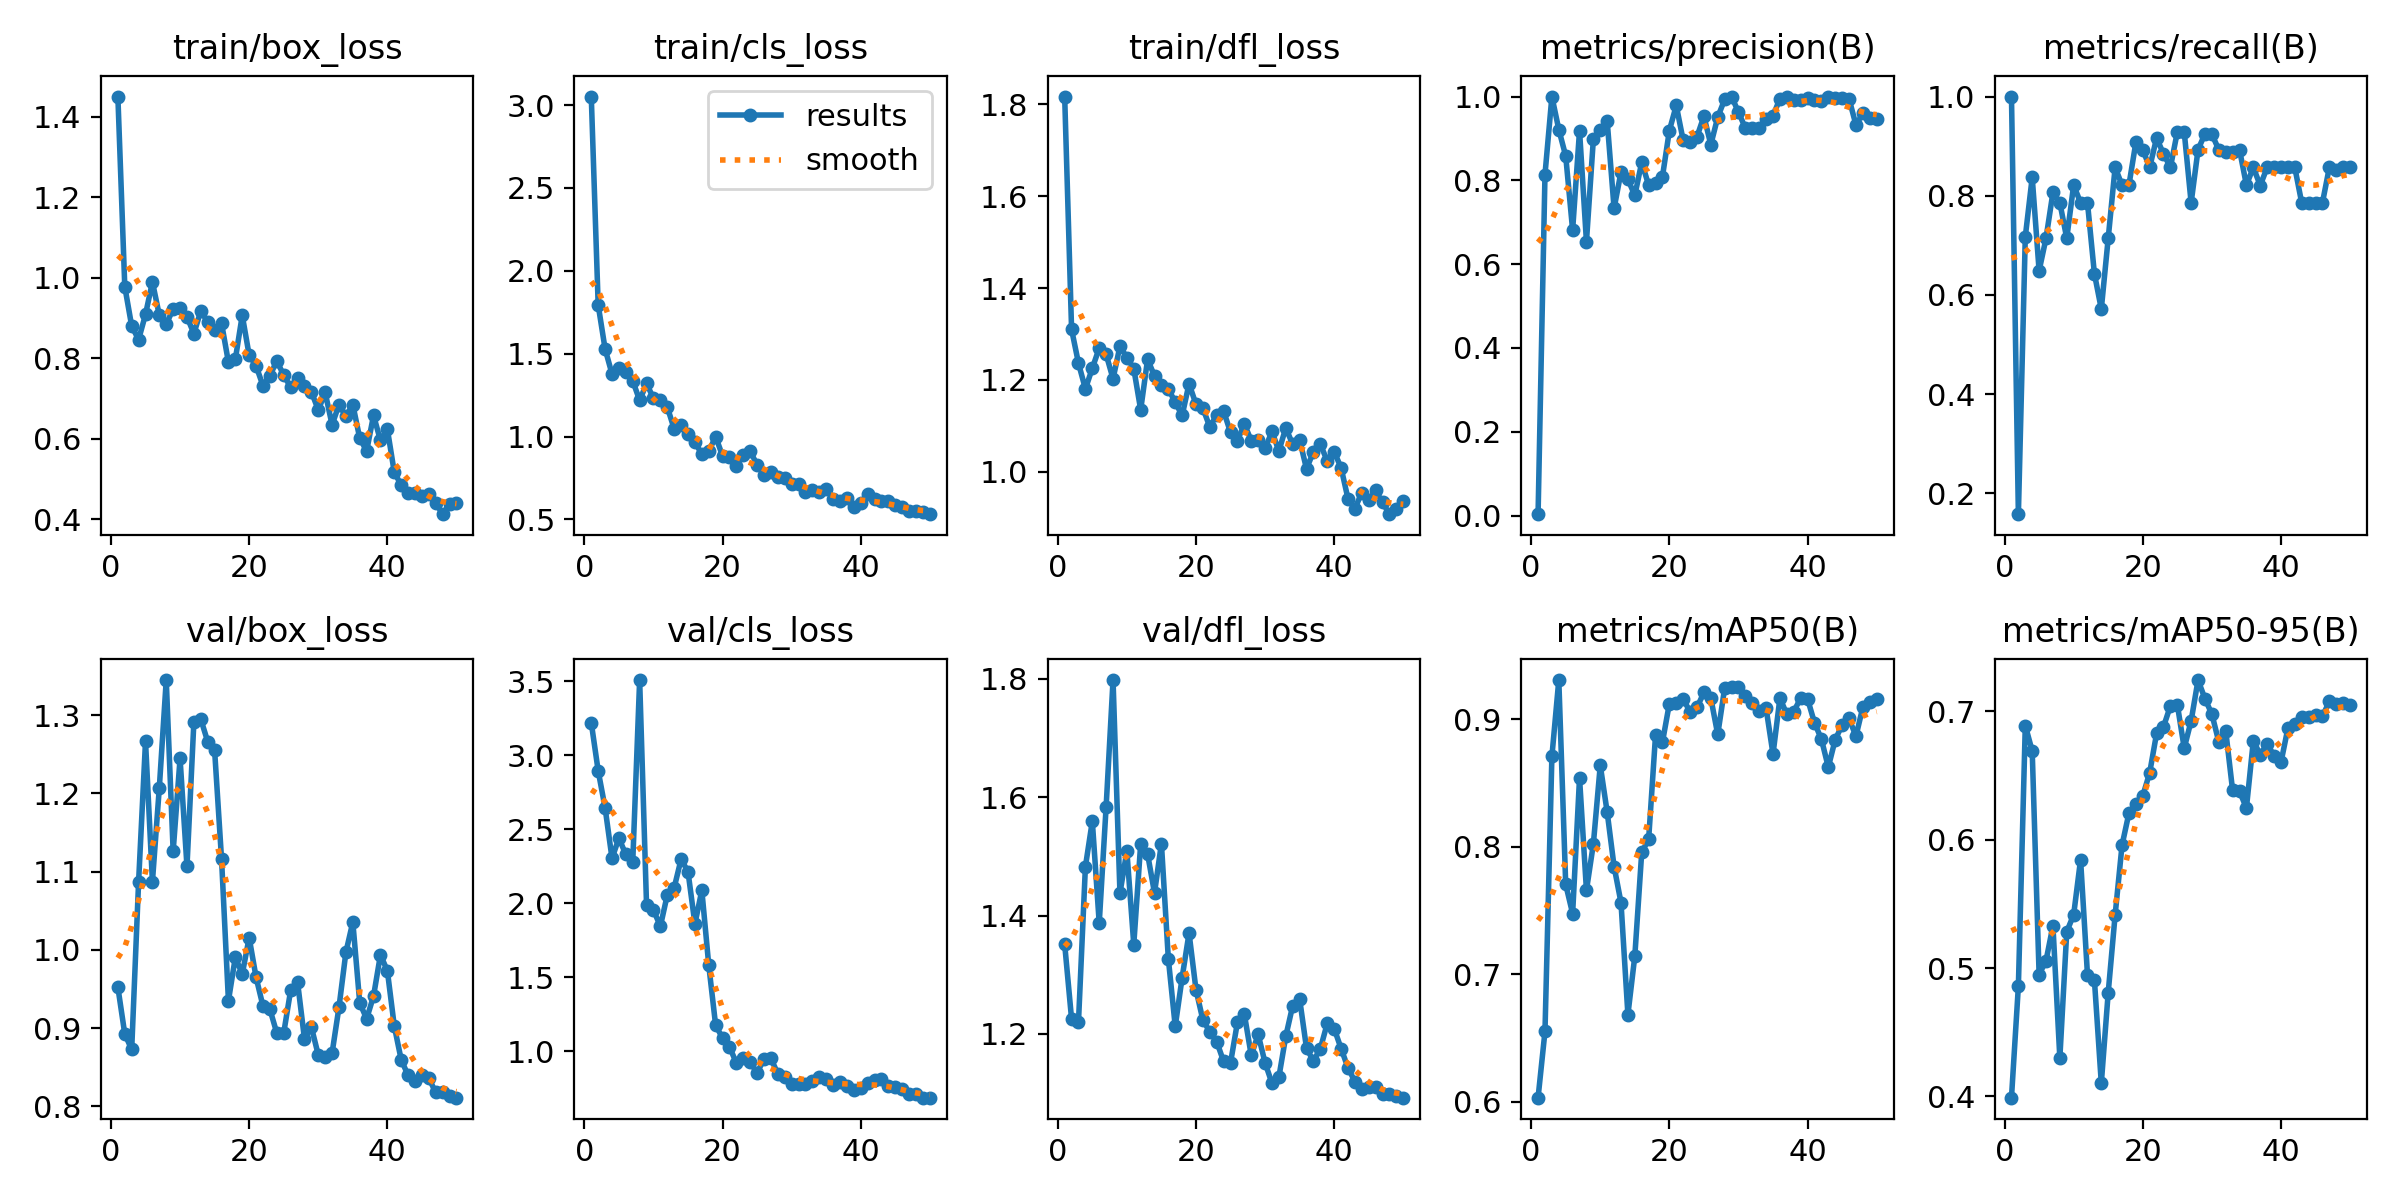 train/box_loss
1.4
1.2
1.0
0.8
0.6
0.4
0 20 40
train/cls_loss
results
smooth
3.0
2.5
2.0
1.5
1.0
0.5
0 20 40
train/dfl_loss
1.8
1.6
1.4
1.2
1.0
0 20 40
metrics/precision(B)
1.0
0.8
0.6
0.4
0.2
0.0
0 20 40
metrics/recall(B)
1.0
0.8
0.6
0.4
0.2
0 20 40
val/box_loss
1.3
1.2
1.1
1.0
0.9
0.8
0 20 40
val/cls_loss
3.5
3.0
2.5
2.0
1.5
1.0
0 20 40
val/dfl_loss
1.8
1.6
1.4
1.2
0 20 40
metrics/mAP50(B)
0.9
0.8
0.7
0.6
0 20 40
metrics/mAP50-95(B)
0.7
0.6
0.5
0.4
0 20 40